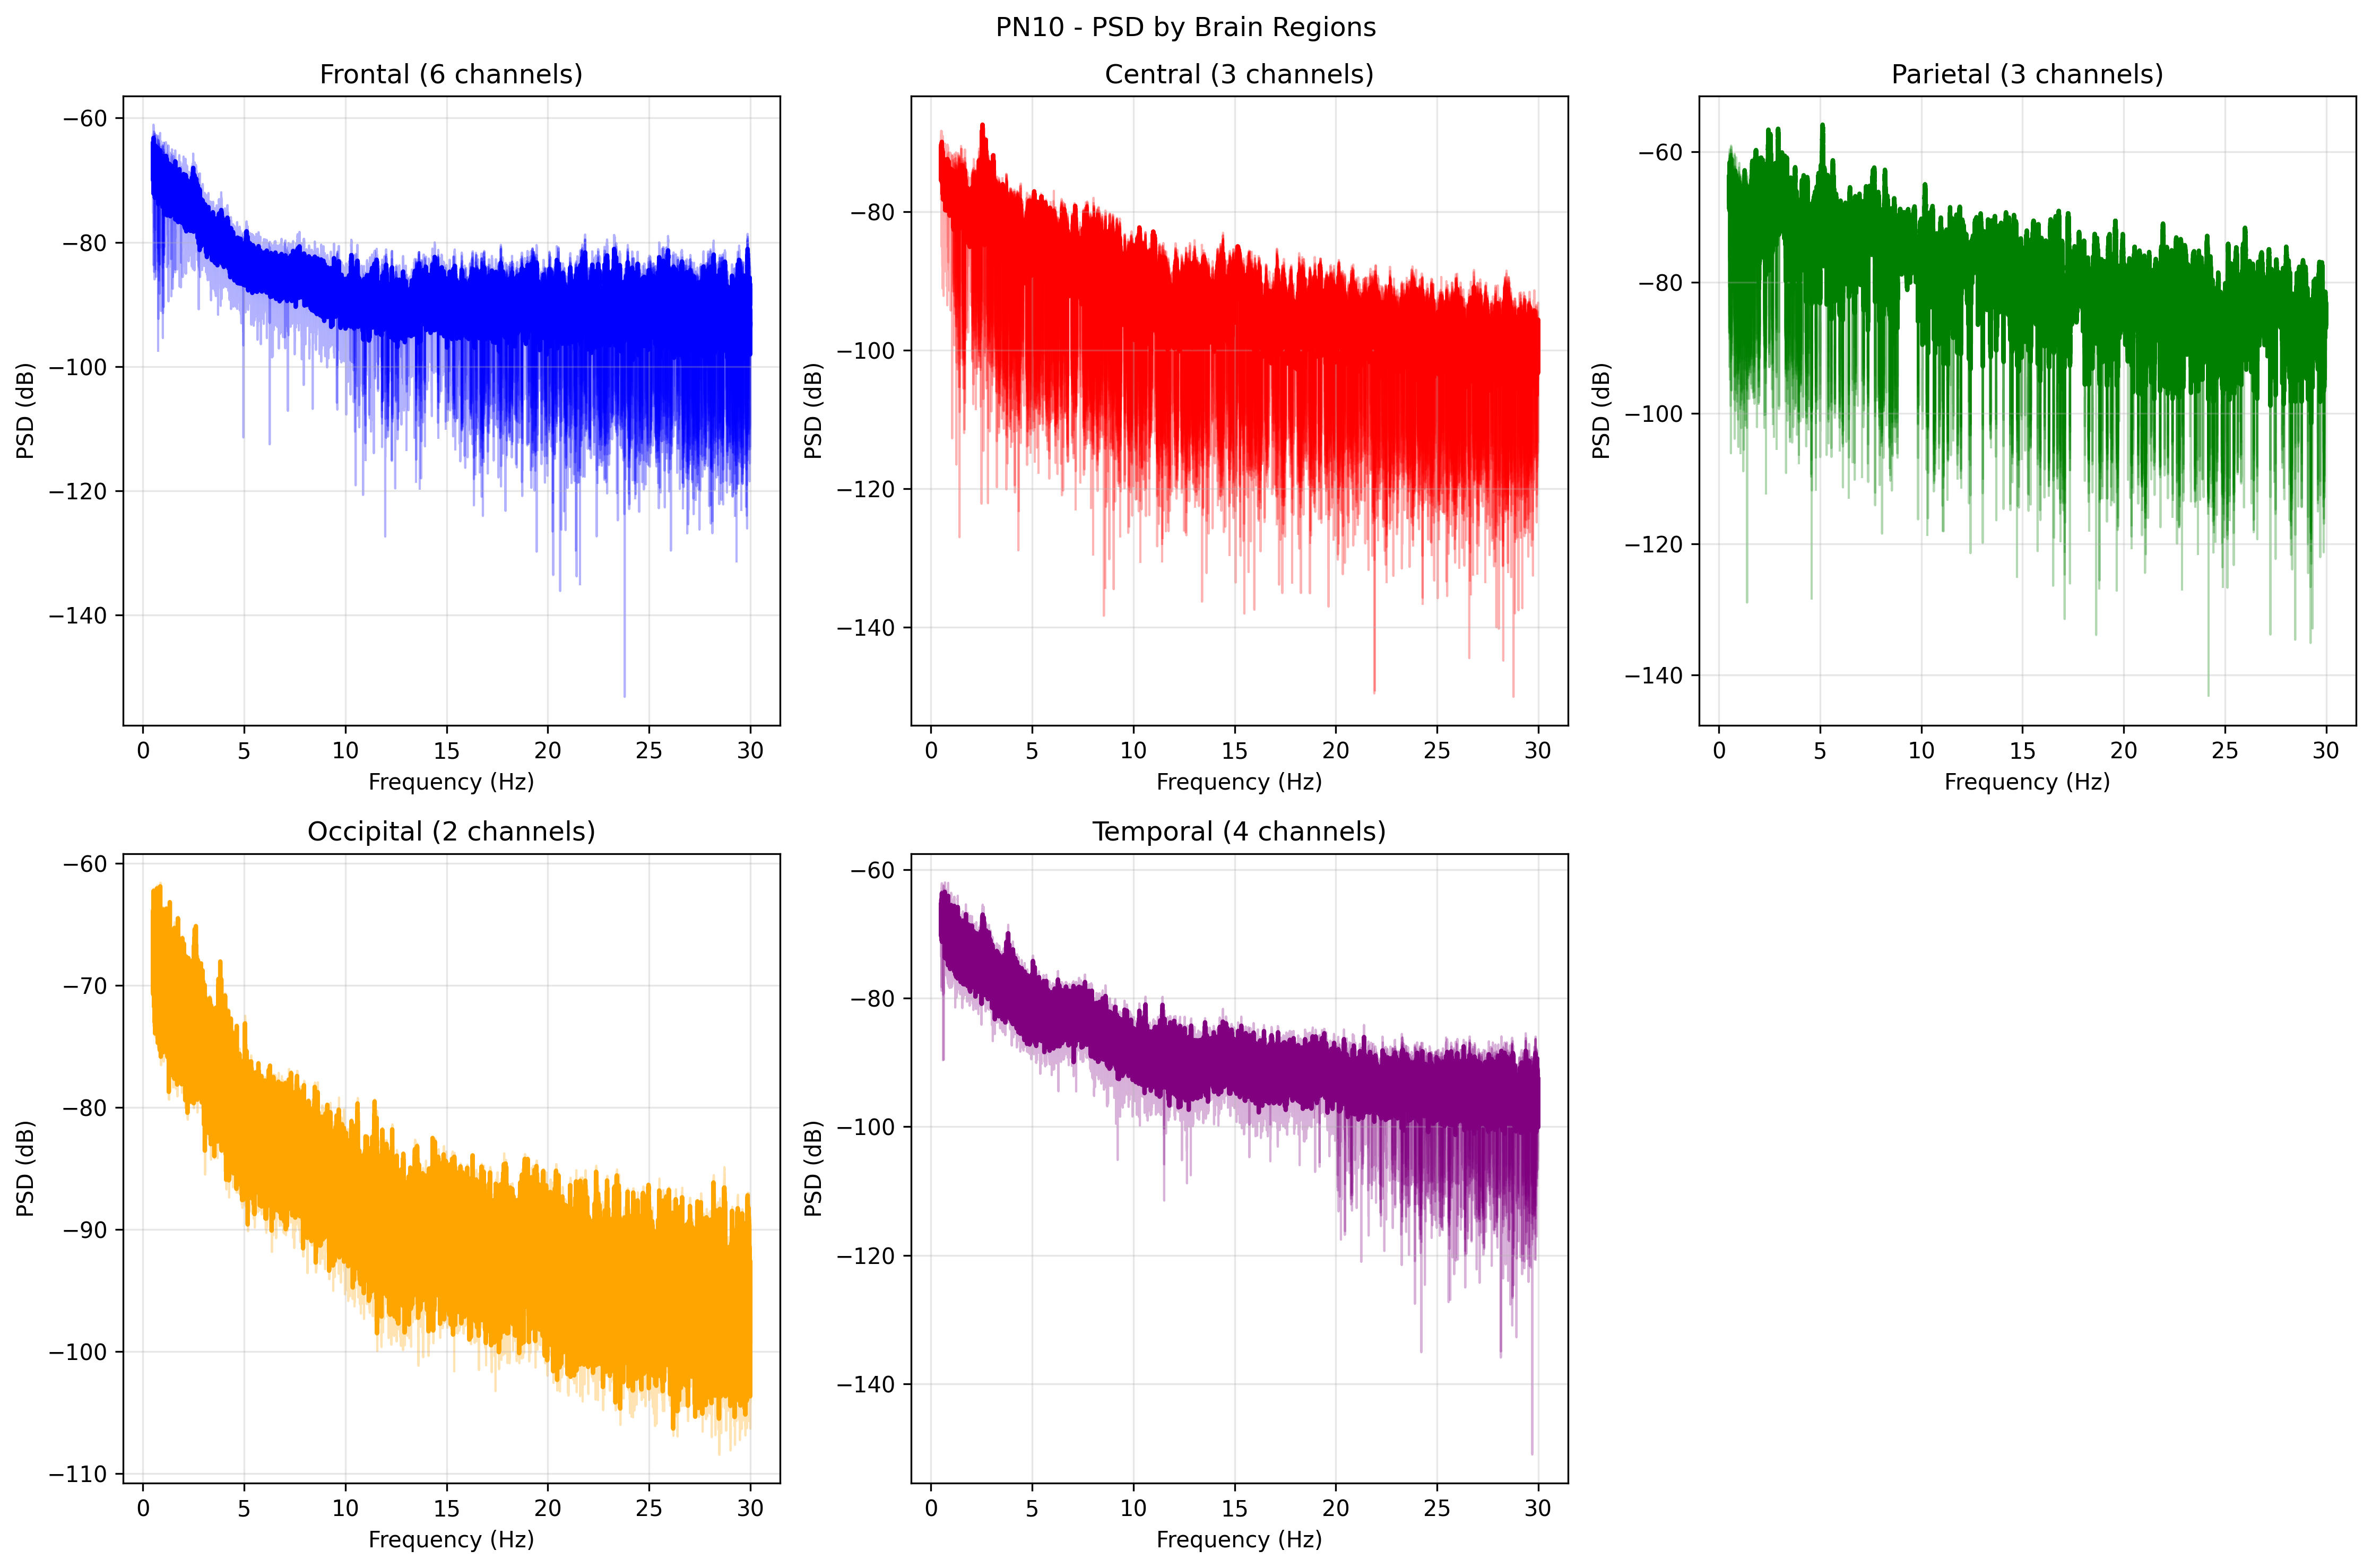 PN10 - PSD by Brain Regions
Frontal (6 channels)
PSD (dB)
−60
−80
−100
−120
−140
0 5 10 15 20 25 30
Frequency (Hz)
Central (3 channels)
PSD (dB)
−80
−100
−120
−140
0 5 10 15 20 25 30
Frequency (Hz)
Parietal (3 channels)
PSD (dB)
−60
−80
−100
−120
−140
0 5 10 15 20 25 30
Frequency (Hz)
Occipital (2 channels)
PSD (dB)
−60
−70
−80
−90
−100
−110
0 5 10 15 20 25 30
Frequency (Hz)
Temporal (4 channels)
PSD (dB)
−60
−80
−100
−120
−140
0 5 10 15 20 25 30
Frequency (Hz)